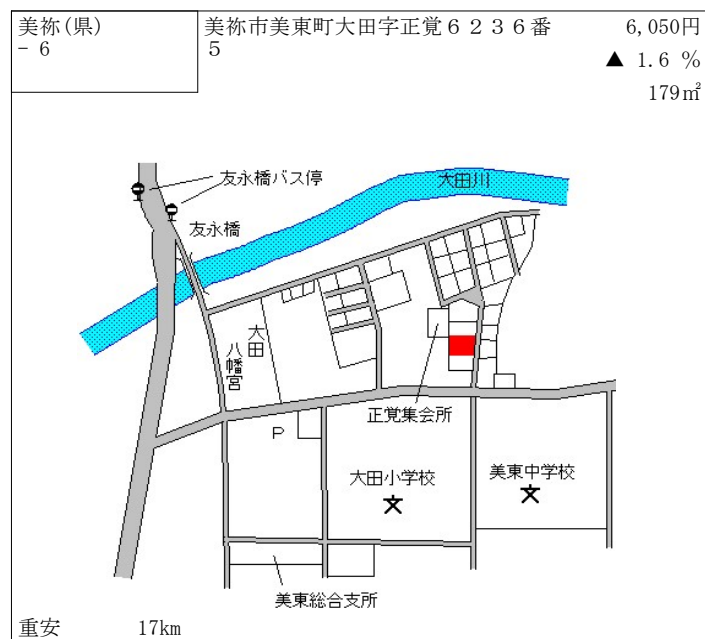 美祢(県)
- 6
美祢市美東町大田字正覚６２３６番
５
6,050円
▲ 1.6 %
179㎡
友永橋バス停
大田川
友永橋
大田
八幡宮
正覚集会所
P
大田小学校
美東中学校
美東総合支所
重安 17km